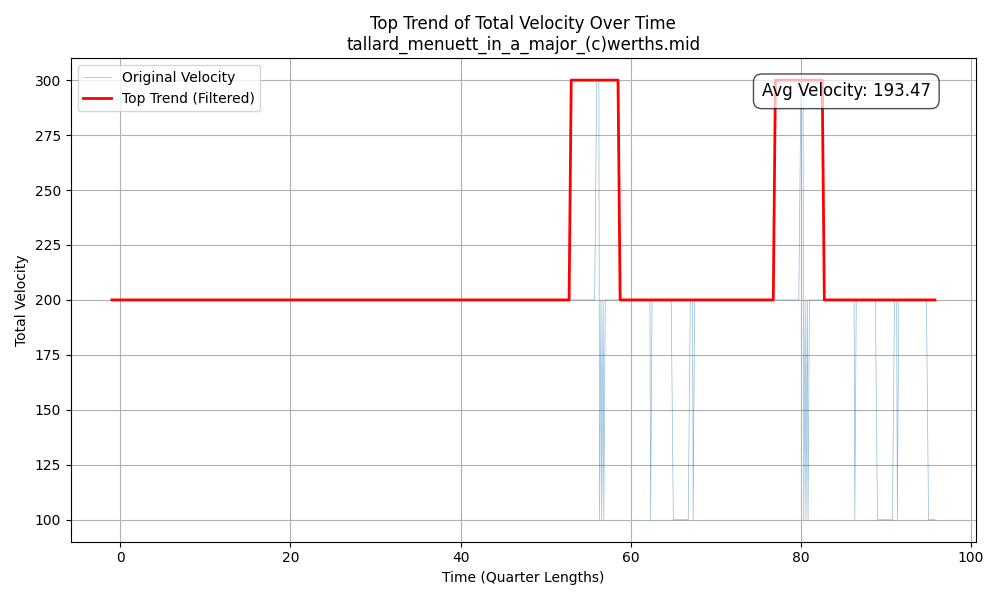 Top Trend of Total Velocity Over Time
tallard_menuett_in_a_major_(c)werths.mid
Original Velocity
Top Trend (Filtered)
Avg Velocity: 193.47
Total Velocity
300
275
250
225
200
175
150
125
100
0 20 40 60 80 100
Time (Quarter Lengths)